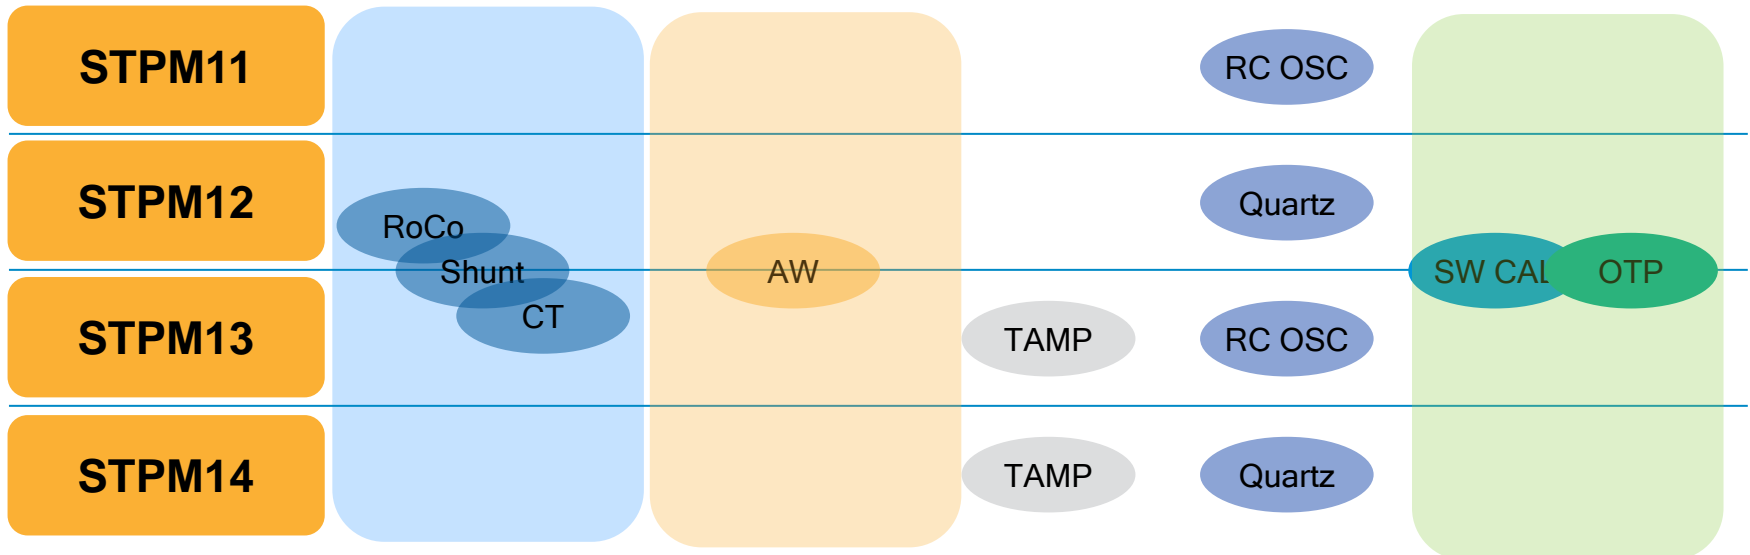 STPM11
RC OSC
STPM12
Quartz
RoCo
Shunt
CT
AW
SW CAL
OTP
STPM13
TAMP
RC OSC
STPM14
TAMP
Quartz